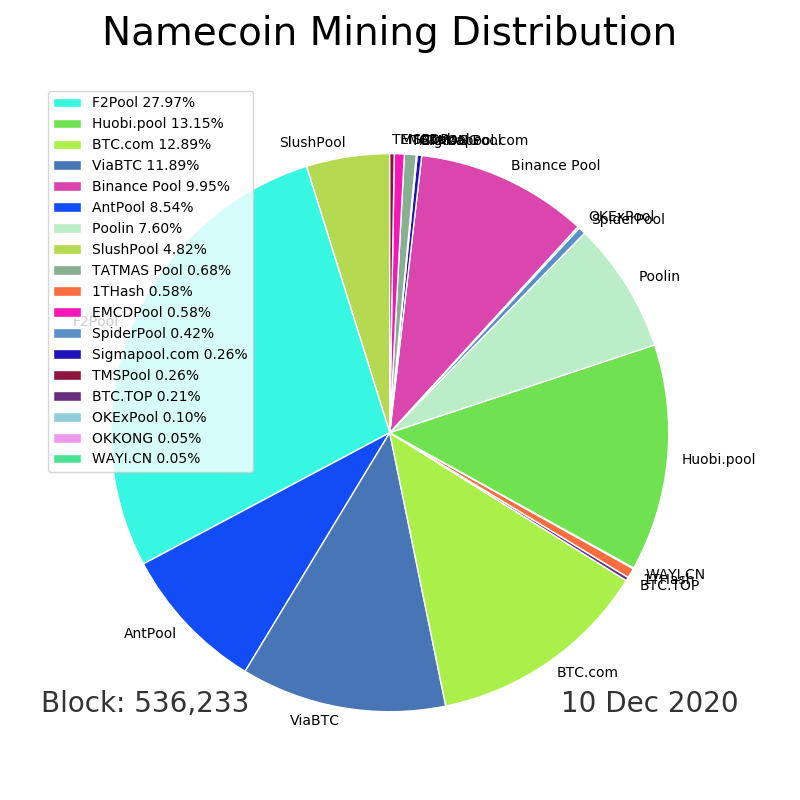 Namecoin Mining Distribution
F2Pool 27.97%
Huobi.pool 13.15%
BTC.com 12.89%
ViaBTC 11.89%
Binance Pool 9.95%
AntPool 8.54%
Poolin 7.60%
SlushPool 4.82%
TATMAS Pool 0.68%
1THash 0.58%
EMCDPool 0.58%
SpiderPool 0.42%
Sigmapool.com 0.26%
TMSPool 0.26%
BTC.TOP 0.21%
OKExPool 0.10%
OKKONG 0.05%
WAYI.CN 0.05%
SlushPool
Binance Pool
OKExPool
SpiderPool
Poolin
F2Pool
Huobi.pool
WAYI.CN
1THash
BTC.TOP
AntPool
BTC.com
ViaBTC
Block: 536,233
10 Dec 2020